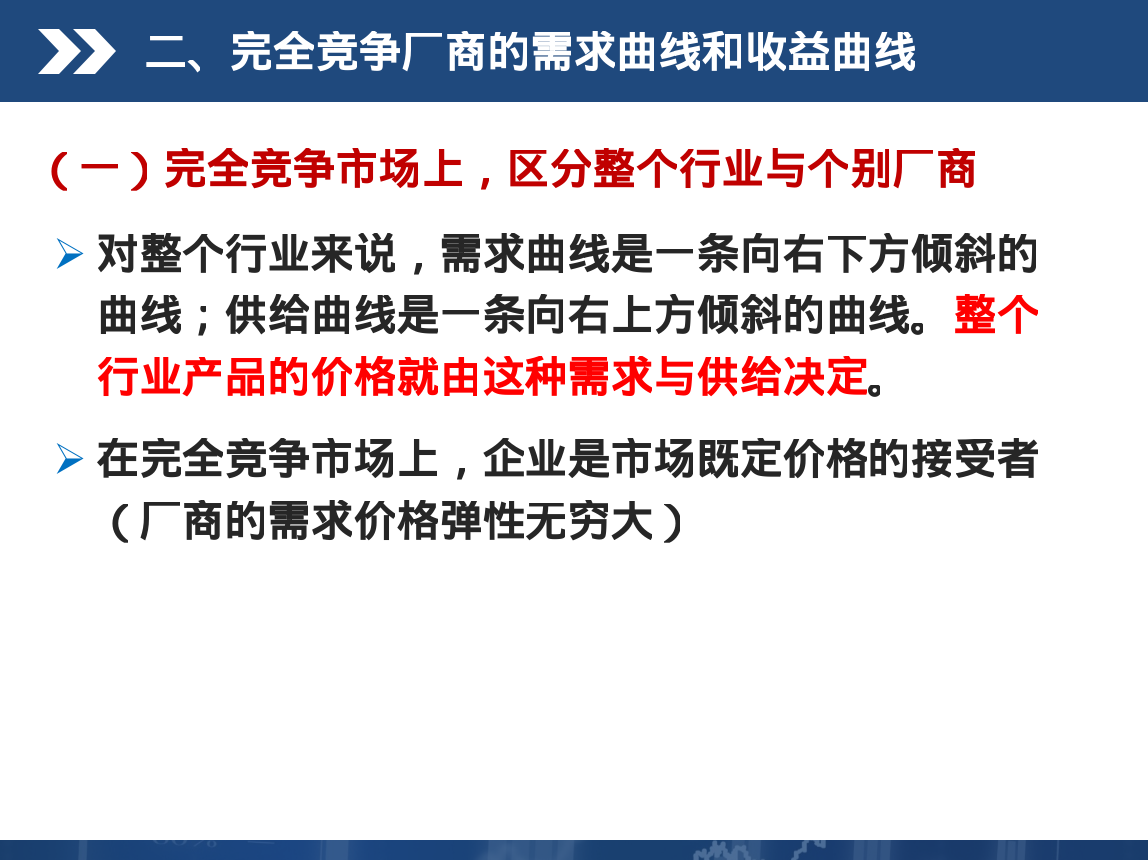 二、完全竞争厂商的需求曲线和收益曲线
（一）完全竞争市场上，区分整个行业与个别厂商
对整个行业来说，需求曲线是一条向右下方倾斜的
曲线；供给曲线是一条向右上方倾斜的曲线。整个
行业产品的价格就由这种需求与供给决定。
在完全竞争市场上，企业是市场既定价格的接受者
（厂商的需求价格弹性无穷大）